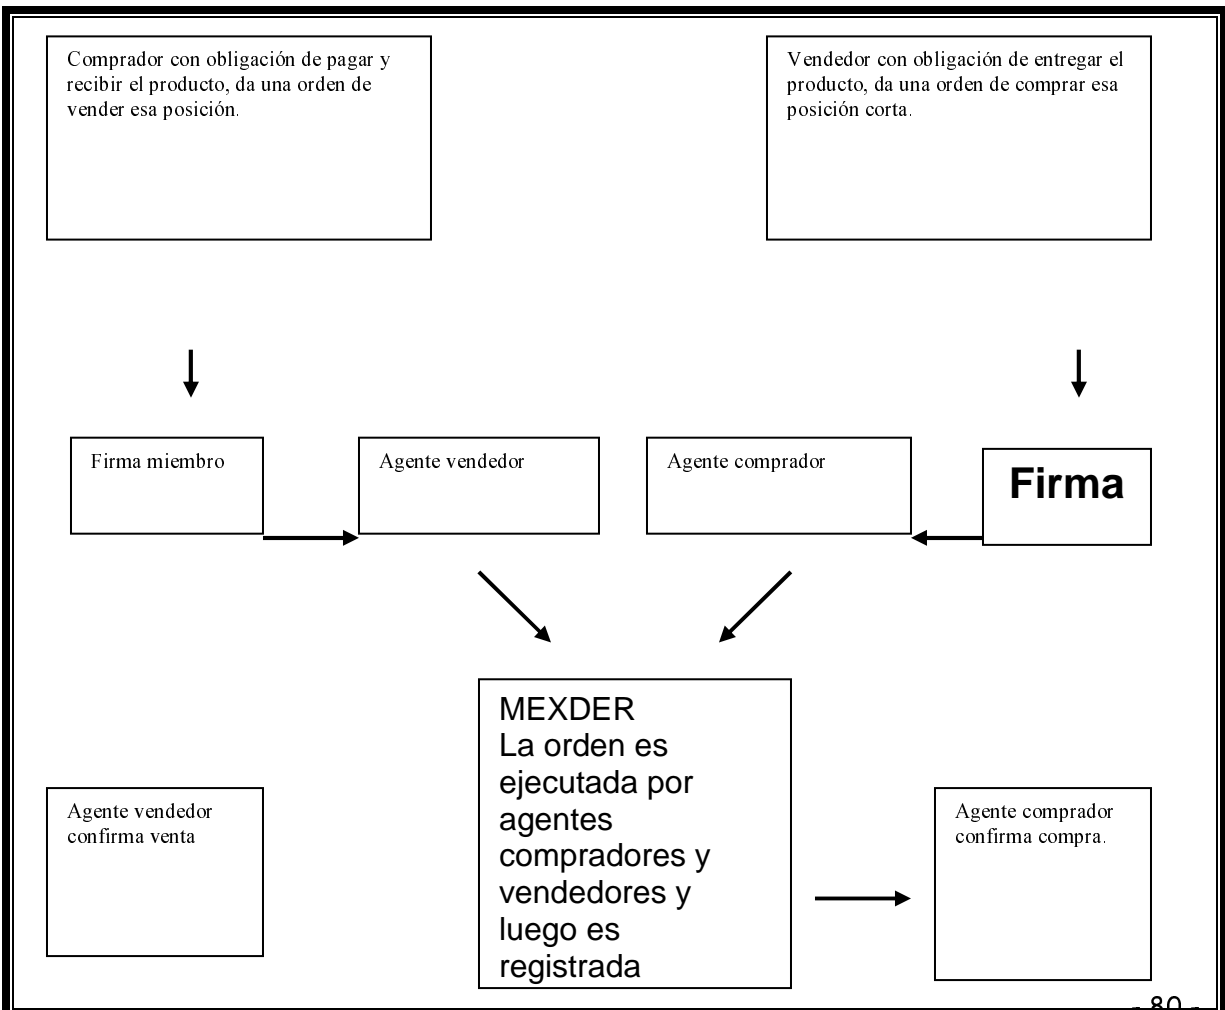 Comprador con obligación de pagar y
recibir el producto, da una orden de
vender esa posición.
Vendedor con obligación de entregar el
producto, da una orden de comprar esa
posición corta.
Firma miembro
Agente vendedor
Agente comprador
Firma
MEXDER
La orden es
ejecutada por
agentes
compradores y
vendedores y
luego es
registrada
Agente vendedor
confirma venta
Agente comprador
confirma compra.
- 80 -